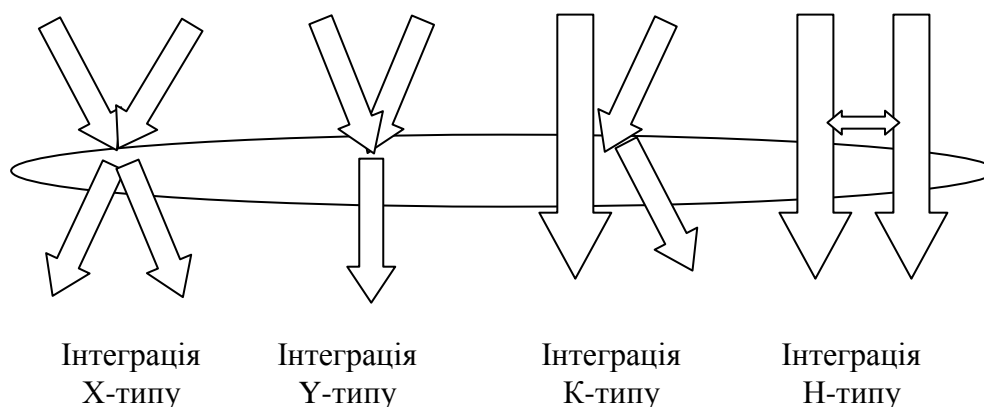 Інтеграція
Х-типу
Інтеграція
Y-типу
Інтеграція
К-типу
Інтеграція
Н-типу